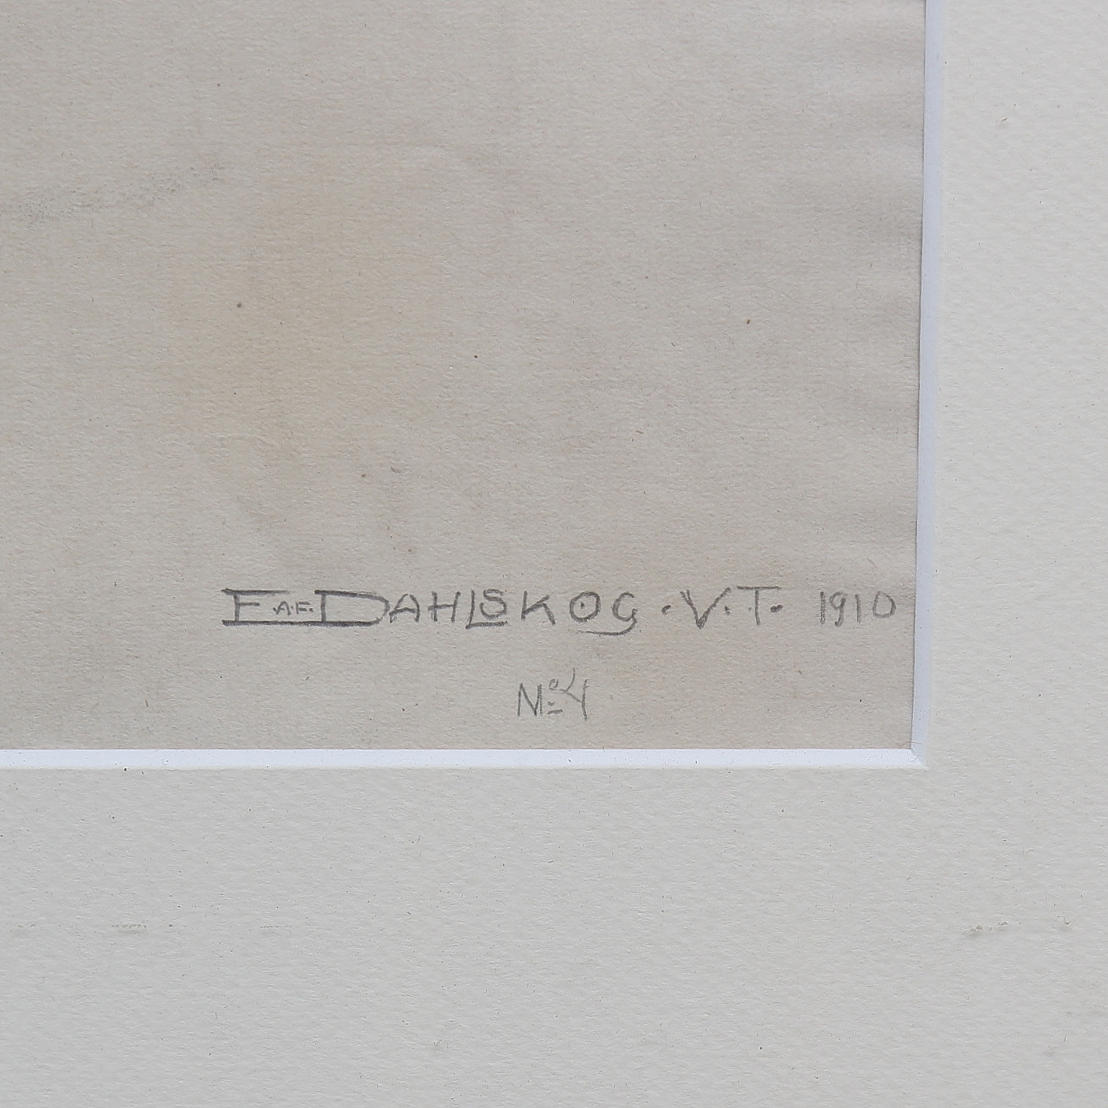 E.A.F. DAHLSKOG · V. T. 1910
Nº 4